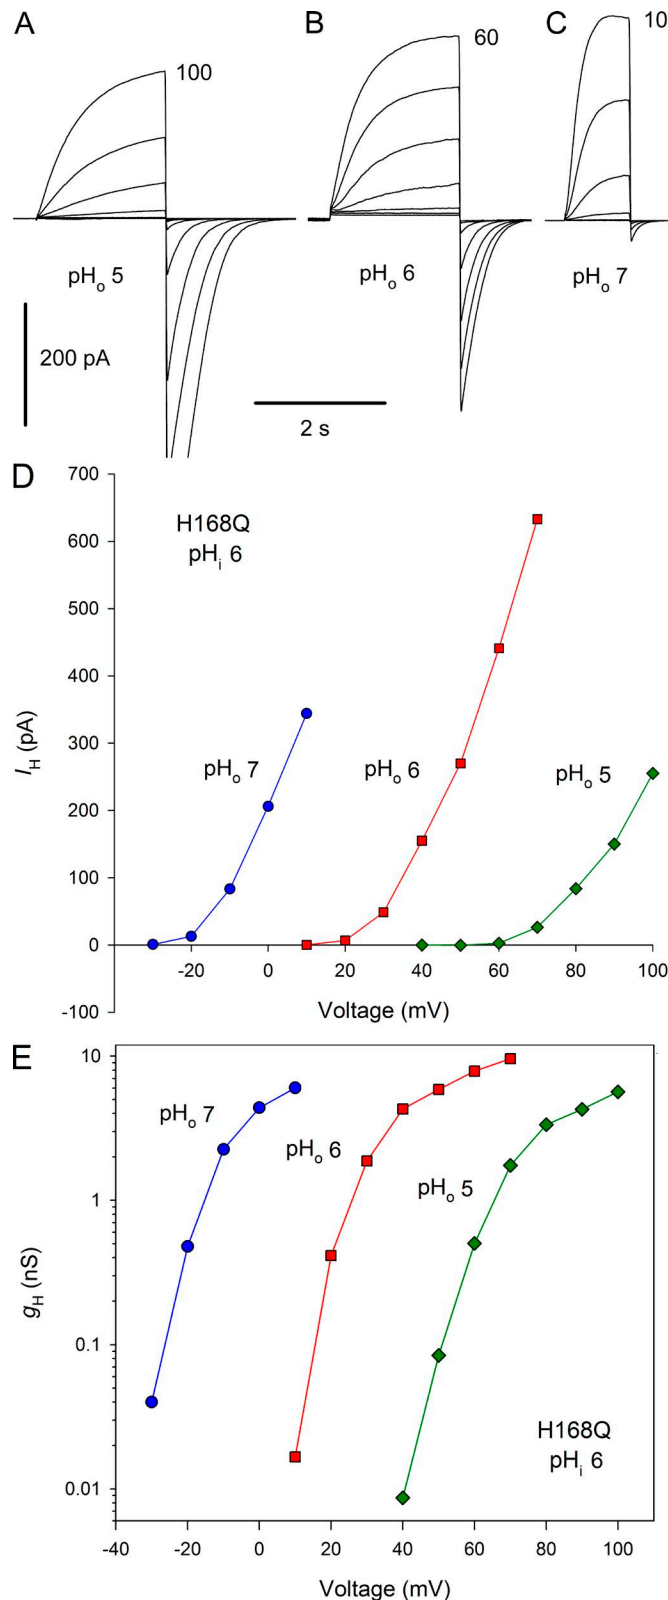 A
B
C
100
60
10
pHo 5
pHo 6
pHo 7
200 pA
2 s
D
700
600
500
400
300
200
100
0
-100
IH (pA)
H168Q
pHi 6
pHo 7
pHo 6
pHo 5
-20
0
20
40
60
80
100
Voltage (mV)
E
10
1
0.1
0.01
gH (nS)
pHo 7
pHo 6
pHo 5
H168Q
pHi 6
-40
-20
0
20
40
60
80
100
Voltage (mV)